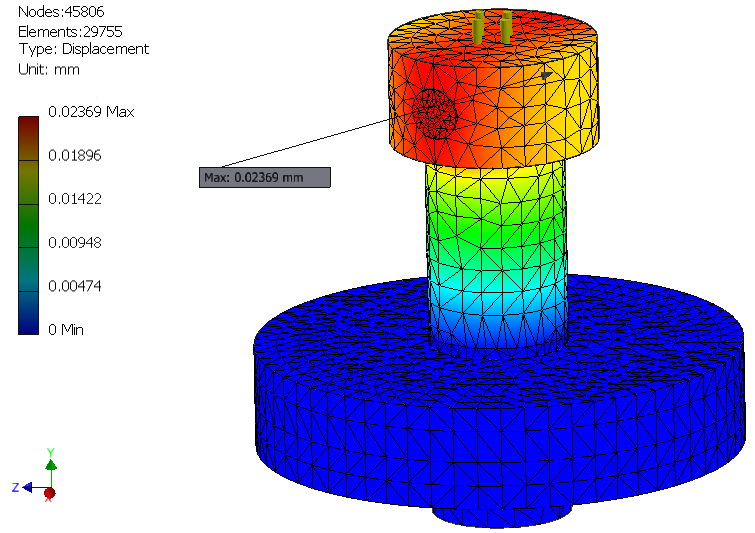 Nodes:45806
Elements:29755
Type: Displacement
Unit: mm
0.02369 Max
0.01896
0.01422
0.00948
0.00474
0 Min
Max: 0.02369 mm
Y
Z
X